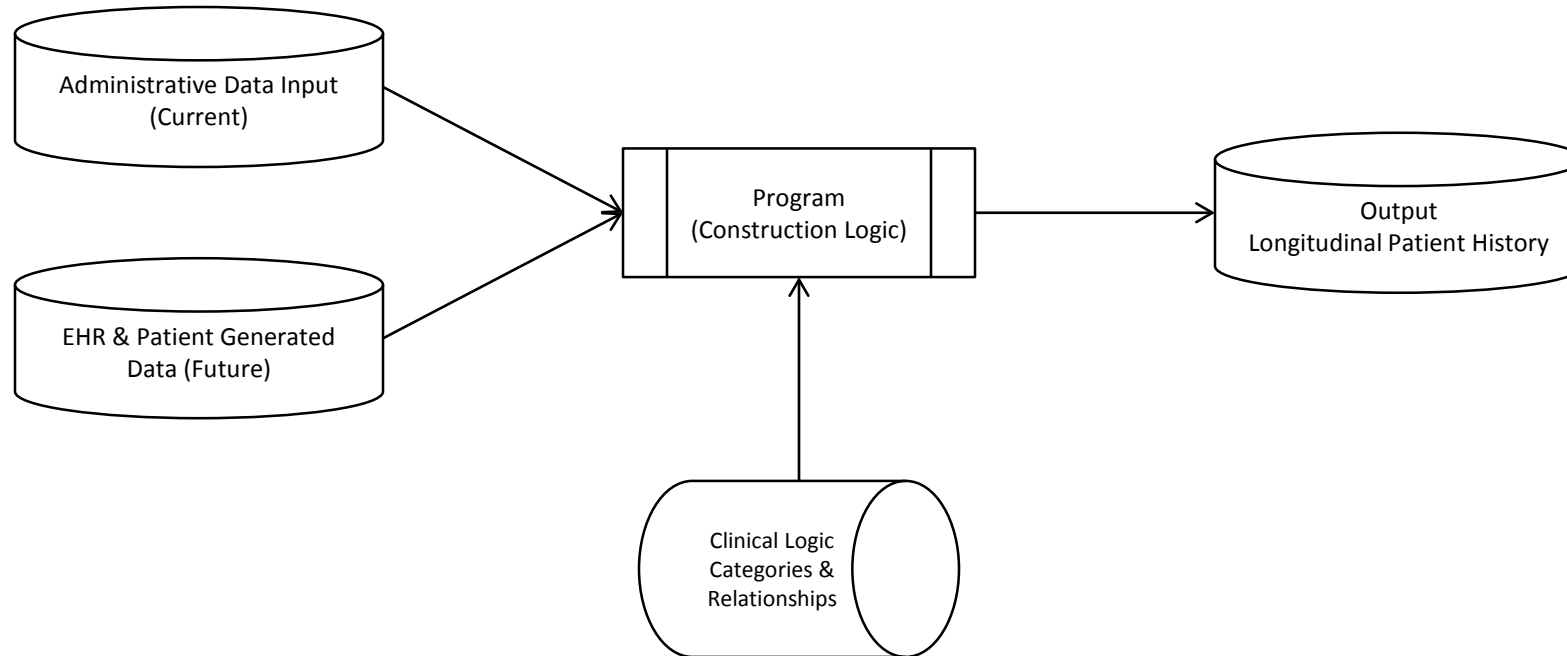 Administrative Data Input
(Current)
EHR & Patient Generated
Data (Future)
Program
(Construction Logic)
Output
Longitudinal Patient History
Clinical Logic
Categories &
Relationships